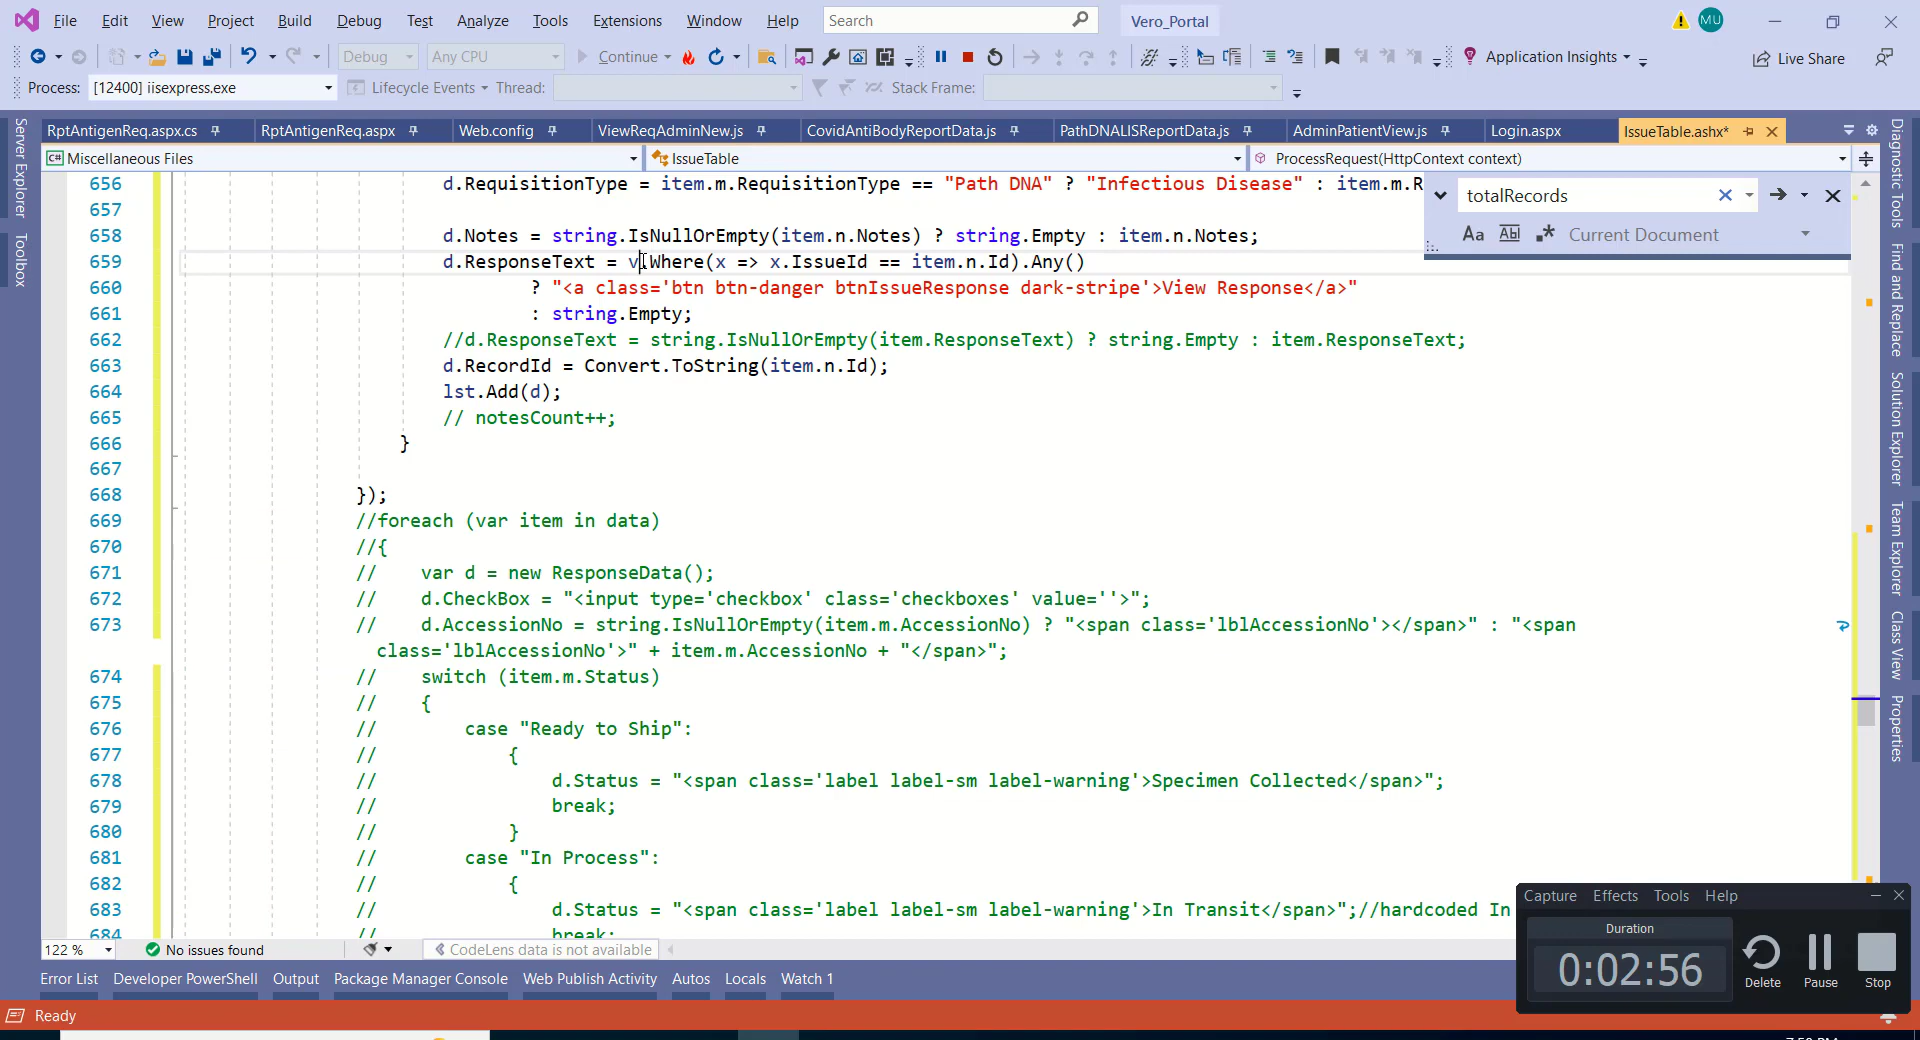 File Edit View Project Build Debug Test Analyze Tools Extensions Window Help Search Vero_Portal MU
Debug Any CPU Continue Application Insights Live Share
Process: [12400] iisexpress.exe Lifecycle Events Thread: Stack Frame:
RptAntigenReq.aspx.cs RptAntigenReq.aspx Web.config ViewReqAdminNew.js CovidAntiBodyReportData.js PathDNALISReportData.js AdminPatientView.js Login.aspx IssueTable.ashx*
C# Miscellaneous Files IssueTable ProcessRequest(HttpContext context)
Server Explorer
Toolbox
Diagnostic Tools
Find and Replace
Solution Explorer
Team Explorer
Class View
Properties
totalRecords
Aa Abl .* Current Document
656 d.RequisitionType = item.m.RequisitionType == "Path DNA" ? "Infectious Disease" : item.m.R
657
658 d.Notes = string.IsNullOrEmpty(item.n.Notes) ? string.Empty : item.n.Notes;
659 d.ResponseText = v.Where(x => x.IssueId == item.n.Id).Any()
660 ? "<a class='btn btn-danger btnIssueResponse dark-stripe'>View Response</a>"
661 : string.Empty;
662 //d.ResponseText = string.IsNullOrEmpty(item.ResponseText) ? string.Empty : item.ResponseText;
663 d.RecordId = Convert.ToString(item.n.Id);
664 lst.Add(d);
665 // notesCount++;
666 }
667
668 });
669 //foreach (var item in data)
670 //{
671 // var d = new ResponseData();
672 // d.CheckBox = "<input type='checkbox' class='checkboxes' value=''>";
673 // d.AccessionNo = string.IsNullOrEmpty(item.m.AccessionNo) ? "<span class='lblAccessionNo'></span>" : "<span
class='lblAccessionNo'>" + item.m.AccessionNo + "</span>";
674 // switch (item.m.Status)
675 // {
676 // case "Ready to Ship":
677 // {
678 // d.Status = "<span class='label label-sm label-warning'>Specimen Collected</span>";
679 // break;
680 // }
681 // case "In Process":
682 // {
683 // d.Status = "<span class='label label-sm label-warning'>In Transit</span>";//hardcoded In
684 // break;
122 % No issues found CodeLens data is not available
Error List Developer PowerShell Output Package Manager Console Web Publish Activity Autos Locals Watch 1
Ready
Capture Effects Tools Help
Duration
0:02:56
Delete Pause Stop